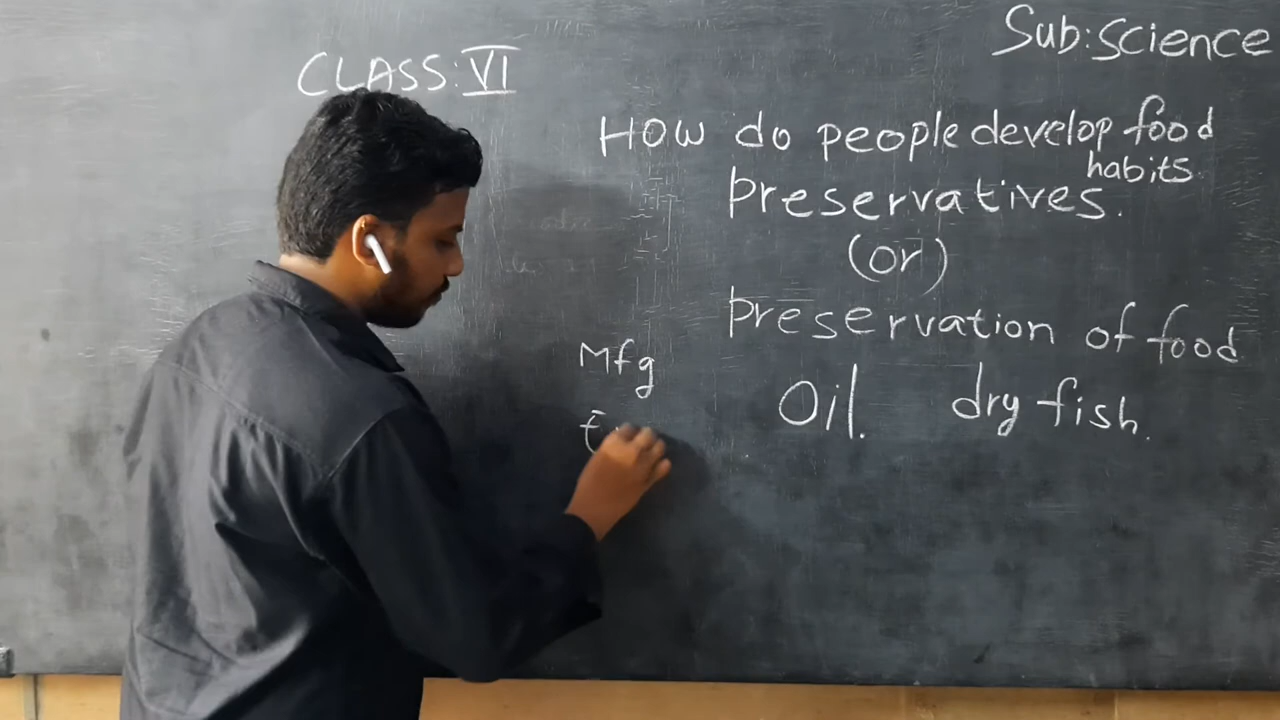 CLASS: VI
Sub: Science
How do people develop food
habits
Preservatives.
(or)
Preservation of food
Mfg
Oil. dry fish.